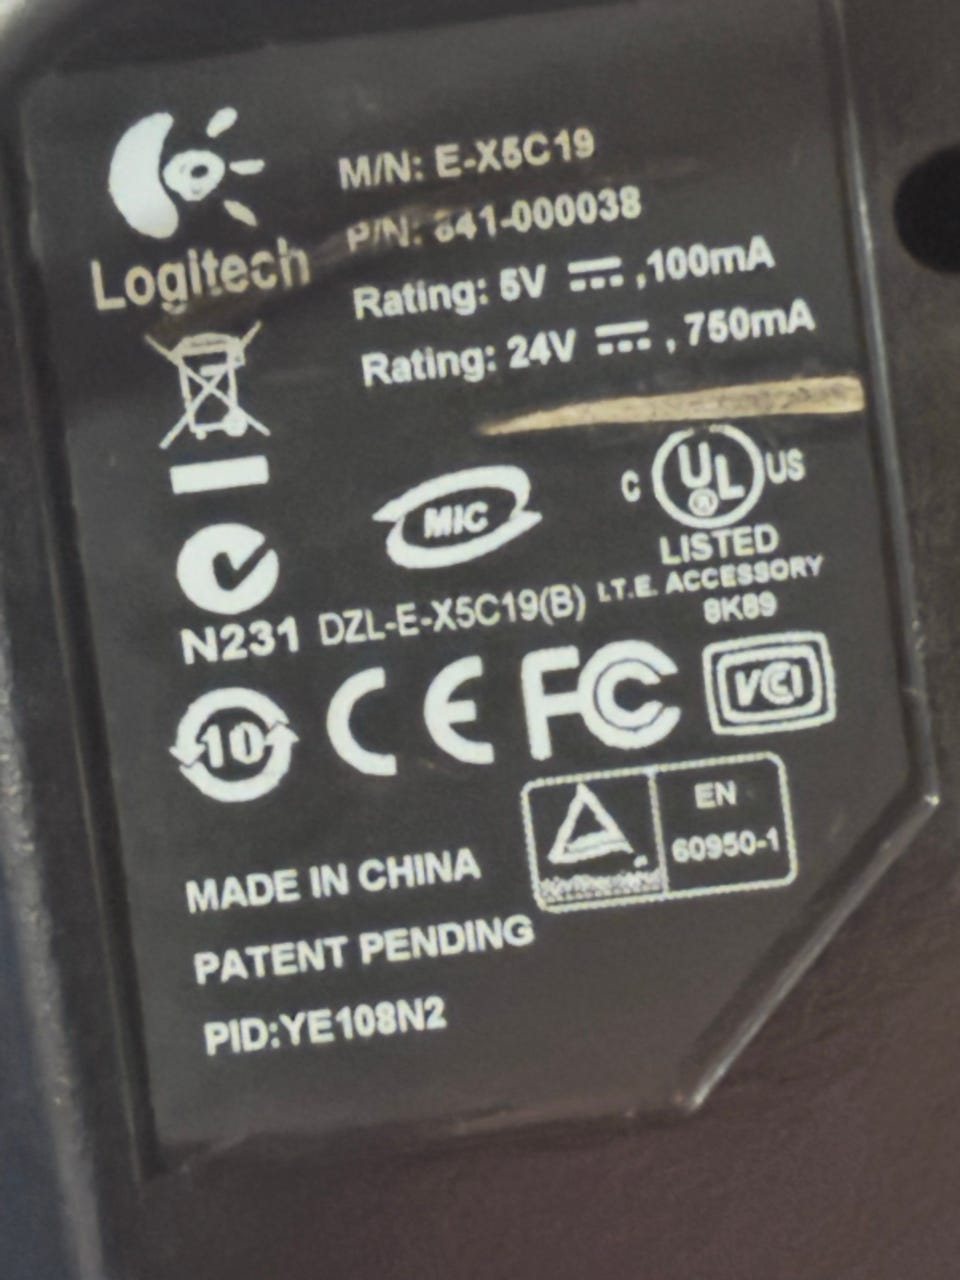 Logitech
M/N: E-X5C19
P/N: 841-000038
Rating: 5V ⎓ ,100mA
Rating: 24V ⎓ , 750mA
MIC
C UL US
LISTED
I.T.E. ACCESSORY
8K89
N231 DZL-E-X5C19(B)
10 CE FC VCI
EN
60950-1
MADE IN CHINA
PATENT PENDING
PID:YE108N2